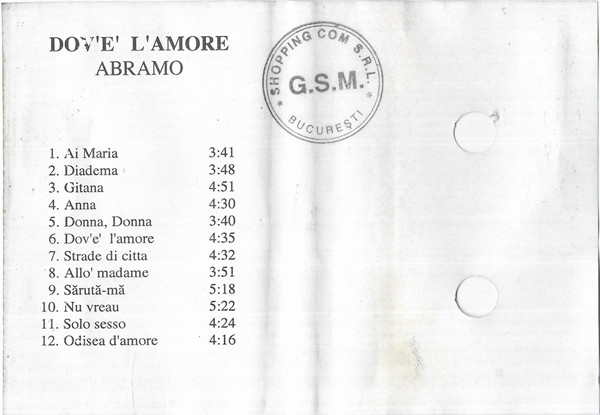 DOV'E' L'AMORE
ABRAMO
* SHOPPING COM S.R.L. *
G.S.M.
BUCUREȘTI
1. Ai Maria 3:41
2. Diadema 3:48
3. Gitana 4:51
4. Anna 4:30
5. Donna, Donna 3:40
6. Dov'e' l'amore 4:35
7. Strade di citta 4:32
8. Allo' madame 3:51
9. Sărută-mă 5:18
10. Nu vreau 5:22
11. Solo sesso 4:24
12. Odisea d'amore 4:16